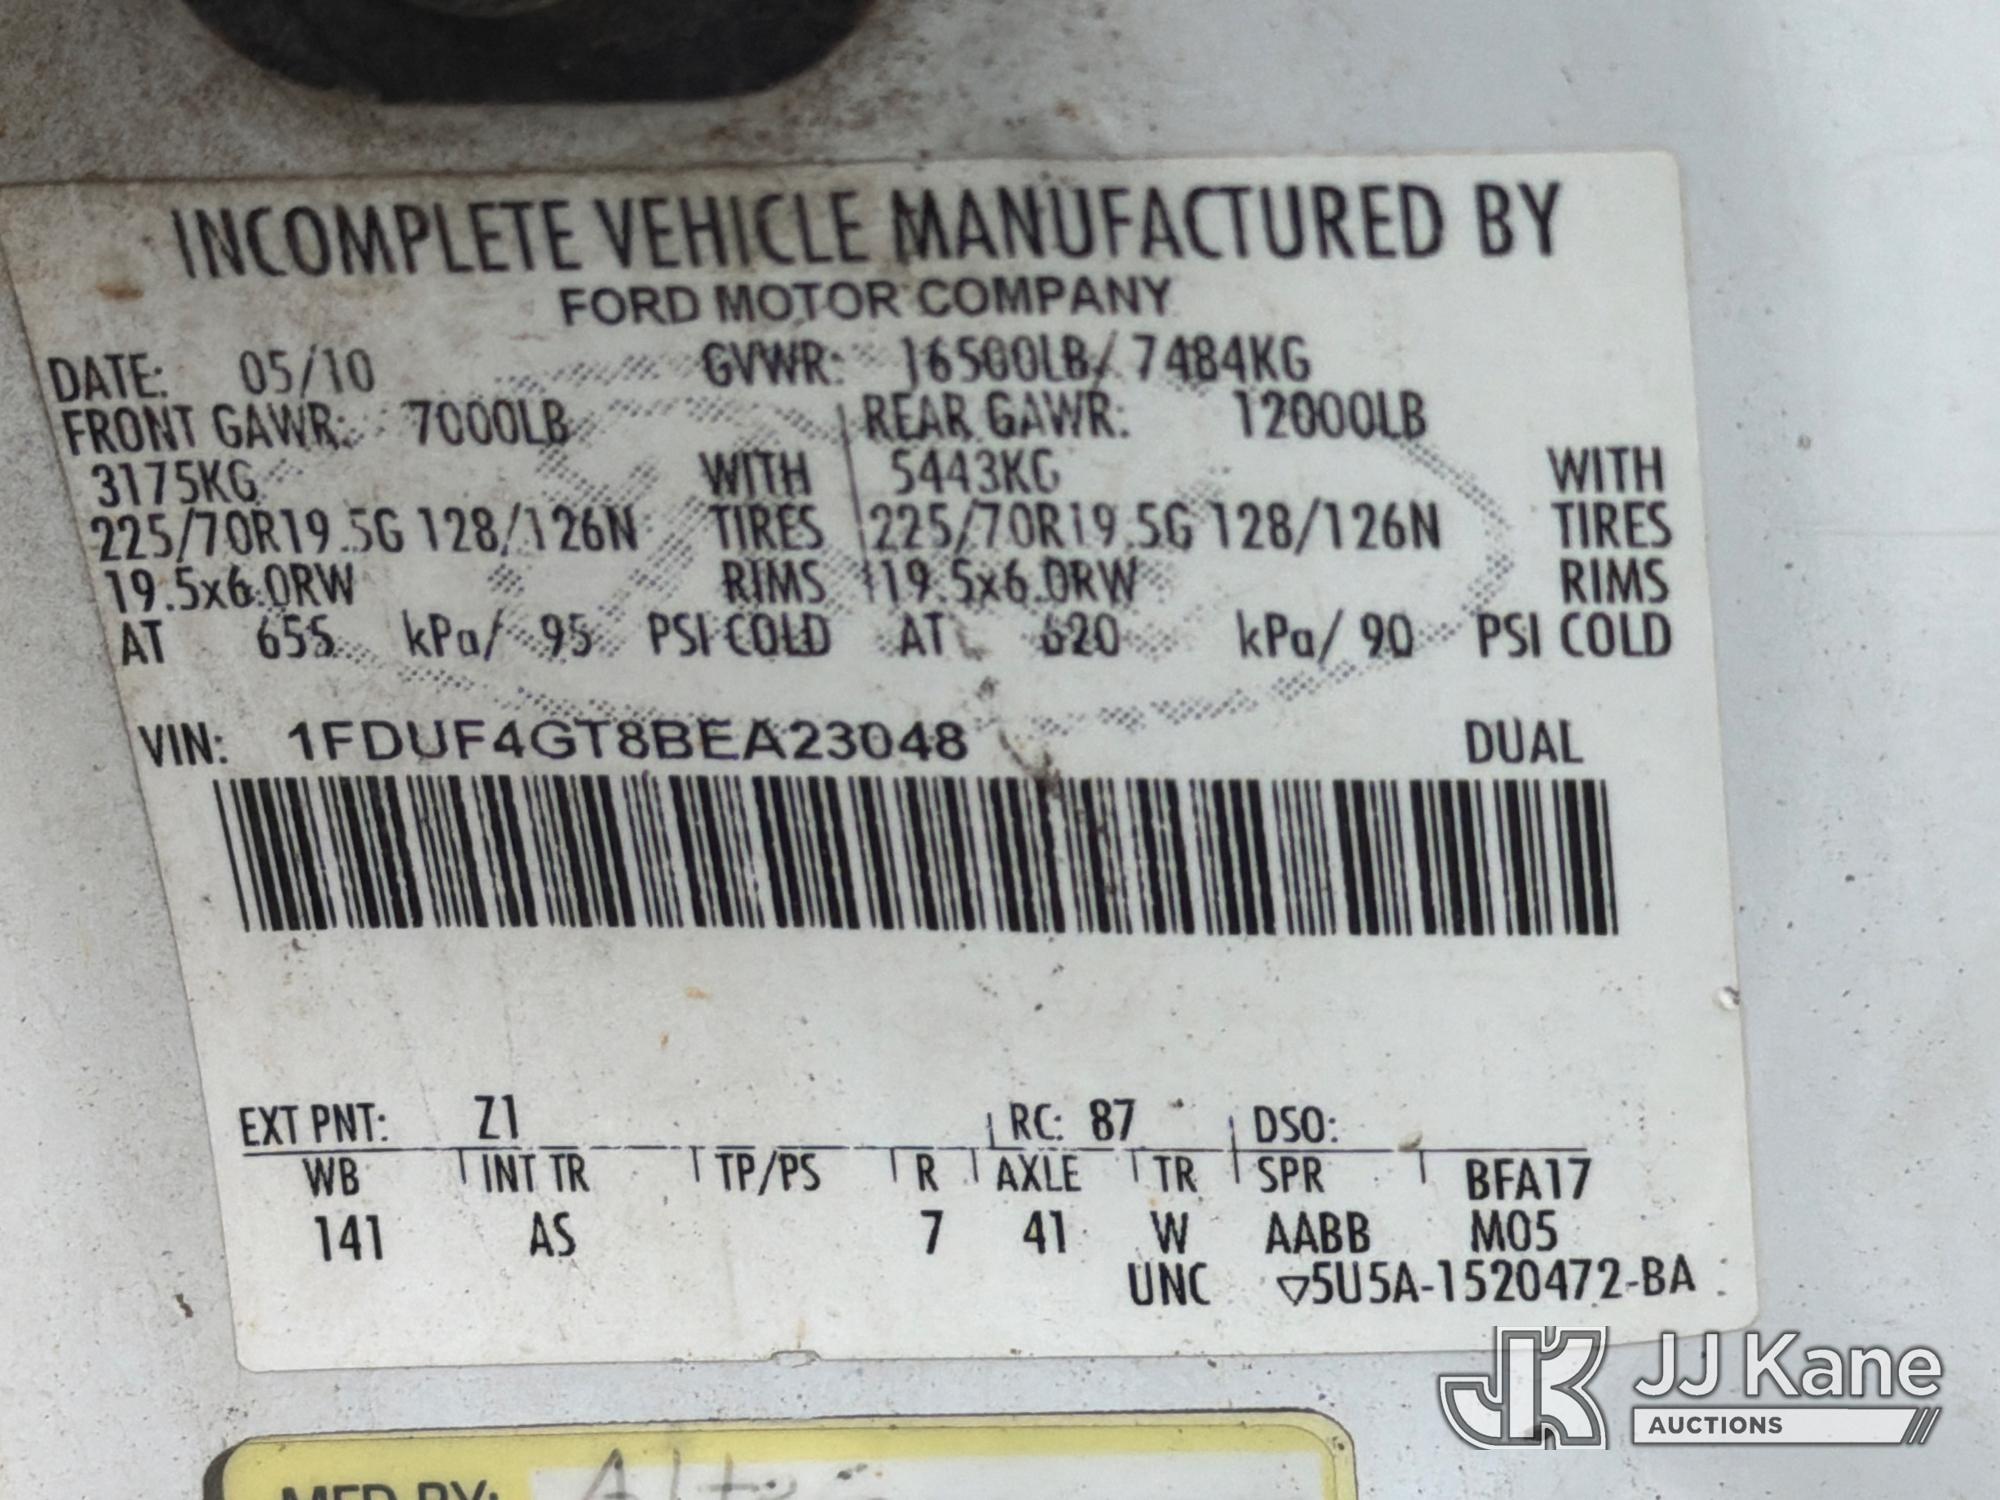 INCOMPLETE VEHICLE MANUFACTURED BY
FORD MOTOR COMPANY
DATE: 05/10 GVWR: 16500LB/ 7484KG
FRONT GAWR: 7000LB REAR GAWR: 12000LB
3175KG WITH 5443KG WITH
225/70R19.5G 128/126N TIRES 225/70R19.5G 128/126N TIRES
19.5x6.0RW RIMS 19.5x6.0RW RIMS
AT 655 kPa/ 95 PSI COLD AT 620 kPa/ 90 PSI COLD
VIN: 1FDUF4GT8BEA23048 DUAL
EXT PNT: Z1 RC: 87 DSO:
WB INT TR TP/PS R AXLE TR SPR BFA17
141 AS 7 41 W AABB M05
UNC ▽5U5A-1520472-BA
MFD BY:
JK JJ Kane
AUCTIONS